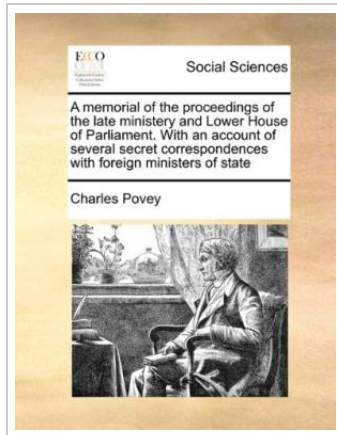 ECCO
Social Sciences
A memorial of the proceedings of
the late ministery and Lower House
of Parliament. With an account of
several secret correspondences
with foreign ministers of state
Charles Povey